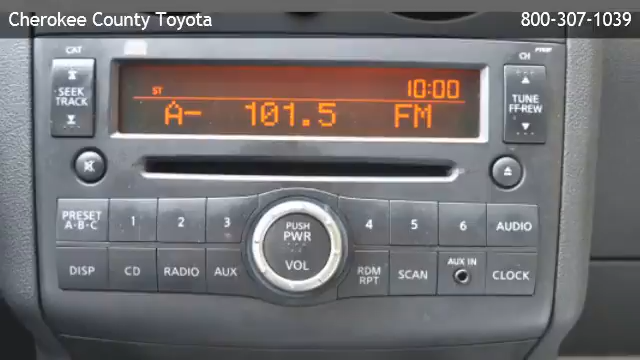 Cherokee County Toyota
800-307-1039
CAT
SEEK
TRACK
CH
TUNE
FF·REW
ST
10:00
A- 101.5 FM
PRESET
A·B·C
1
2
3
PUSH
PWR
VOL
4
5
6
AUDIO
DISP
CD
RADIO
AUX
RDM
RPT
SCAN
AUX IN
CLOCK